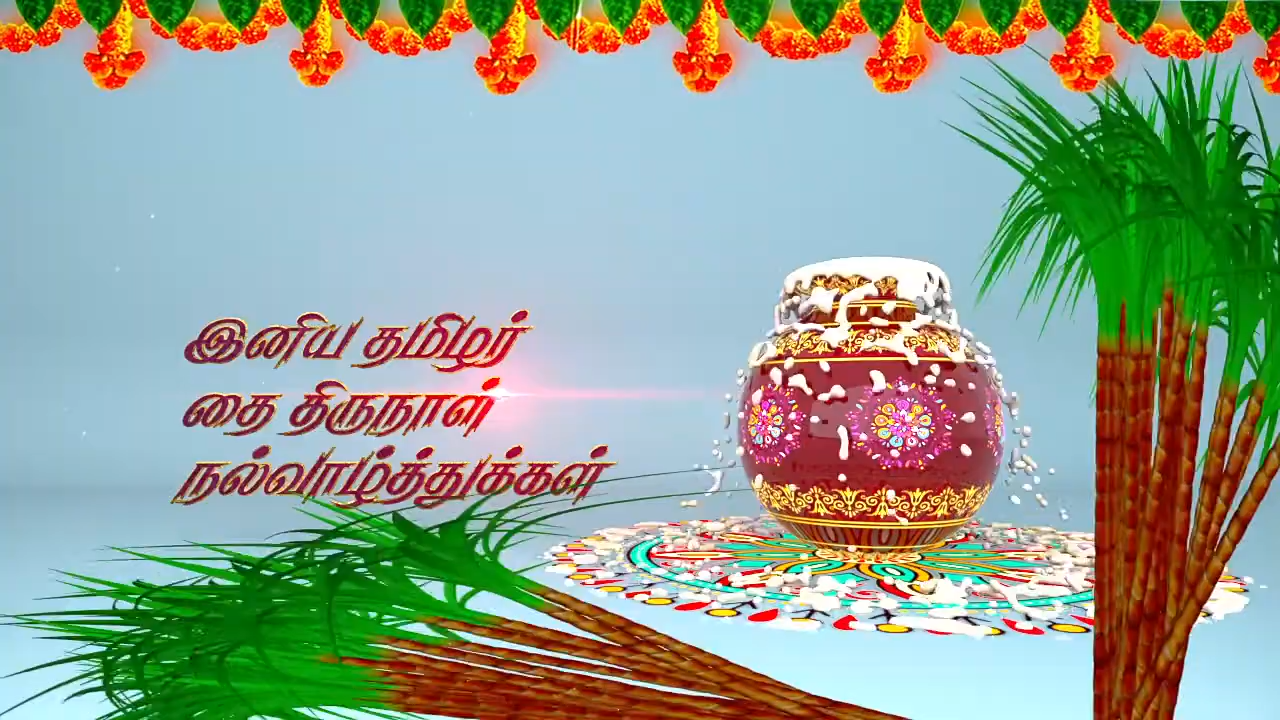 இனிய தமிழர்
தை திருநாள்
நல்வாழ்த்துக்கள்